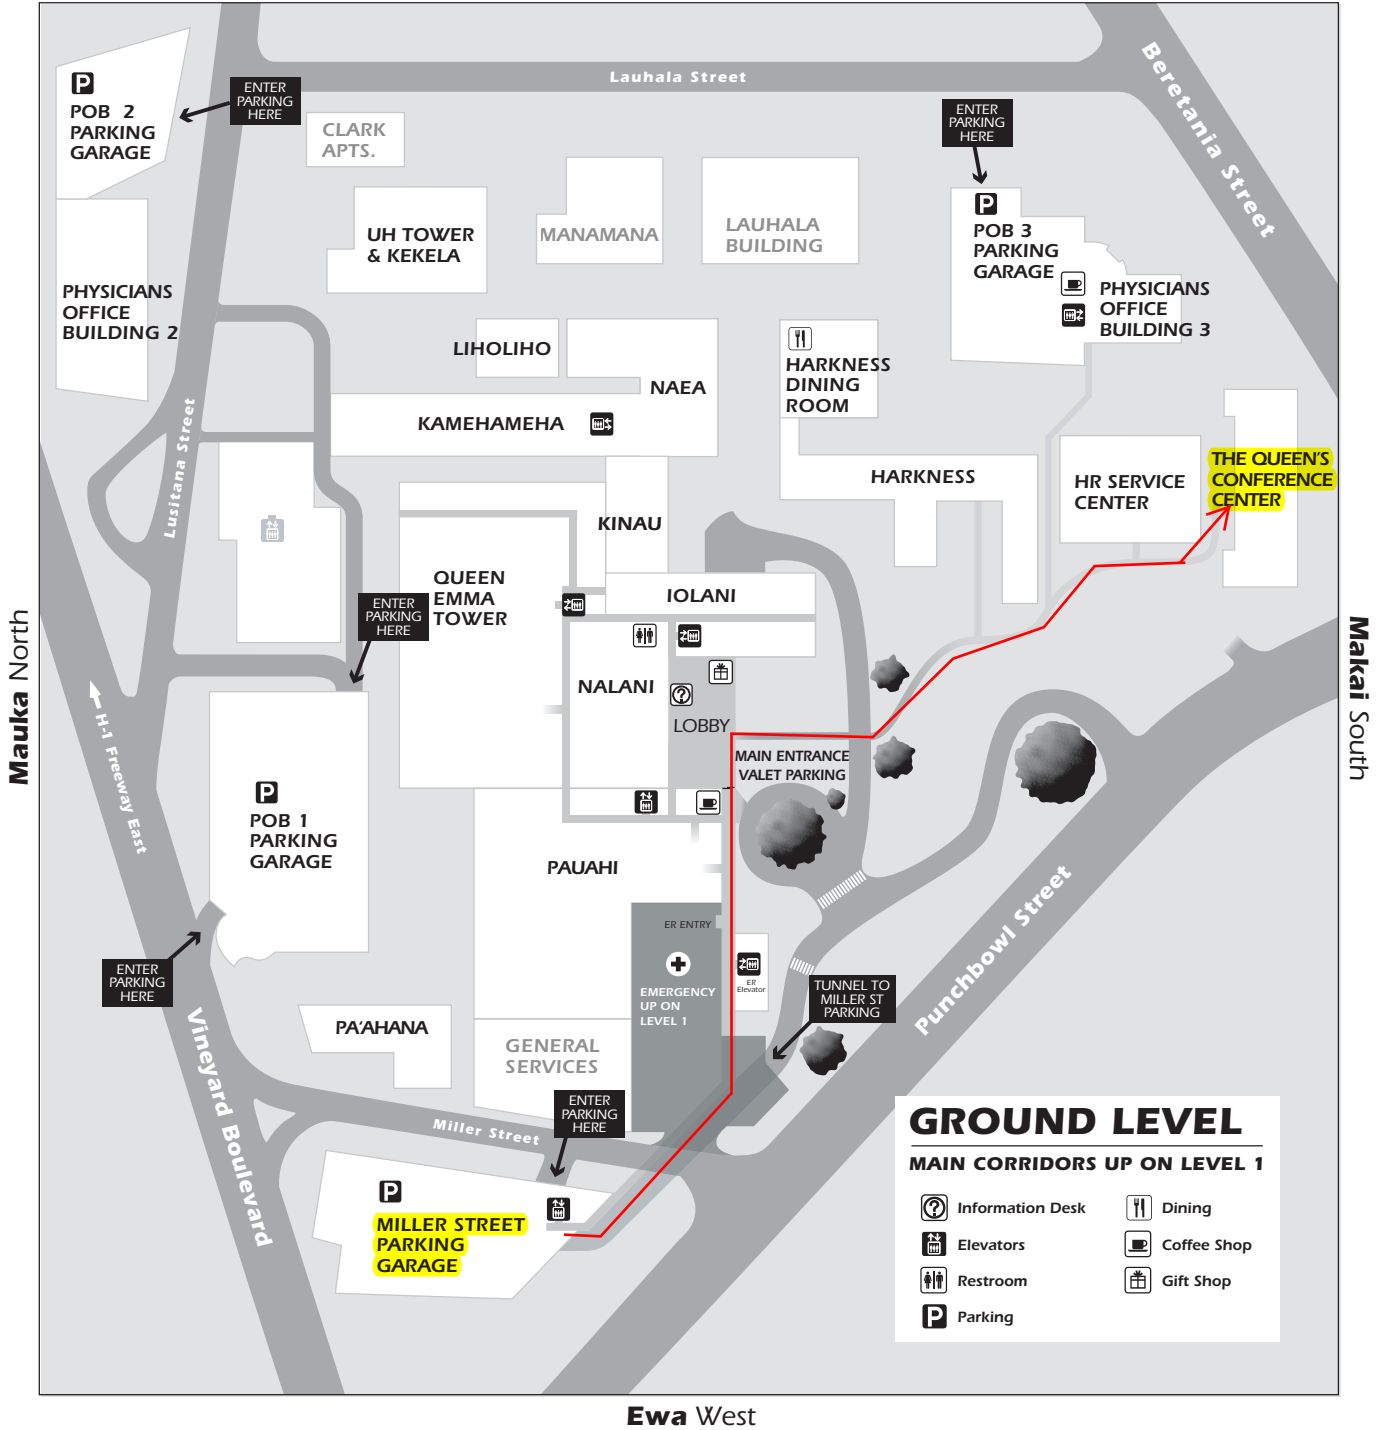 Lauhala Street
Beretania Street
P
POB 2
PARKING
GARAGE
ENTER
PARKING
HERE
CLARK
APTS.
ENTER
PARKING
HERE
UH TOWER
& KEKELA
MANAMANA
LAUHALA
BUILDING
P
POB 3
PARKING
GARAGE
PHYSICIANS
OFFICE
BUILDING 3
PHYSICIANS
OFFICE
BUILDING 2
LIHOLIHO
NAEA
KAMEHAMEHA
HARKNESS
DINING
ROOM
HARKNESS
HR SERVICE
CENTER
THE QUEEN'S
CONFERENCE
CENTER
Lusitana Street
KINAU
QUEEN
EMMA
TOWER
ENTER
PARKING
HERE
IOLANI
NALANI
?
LOBBY
MAIN ENTRANCE
VALET PARKING
Mauka North
Makai South
H-1 Freeway East
P
POB 1
PARKING
GARAGE
PAUAHI
ER ENTRY
EMERGENCY
UP ON
LEVEL 1
ER
Elevator
TUNNEL TO
MILLER ST
PARKING
Punchbowl Street
ENTER
PARKING
HERE
PA'AHANA
GENERAL
SERVICES
Vineyard Boulevard
Miller Street
ENTER
PARKING
HERE
P
MILLER STREET
PARKING
GARAGE
GROUND LEVEL
MAIN CORRIDORS UP ON LEVEL 1
? Information Desk
Elevators
Restroom
P Parking
Dining
Coffee Shop
Gift Shop
Ewa West